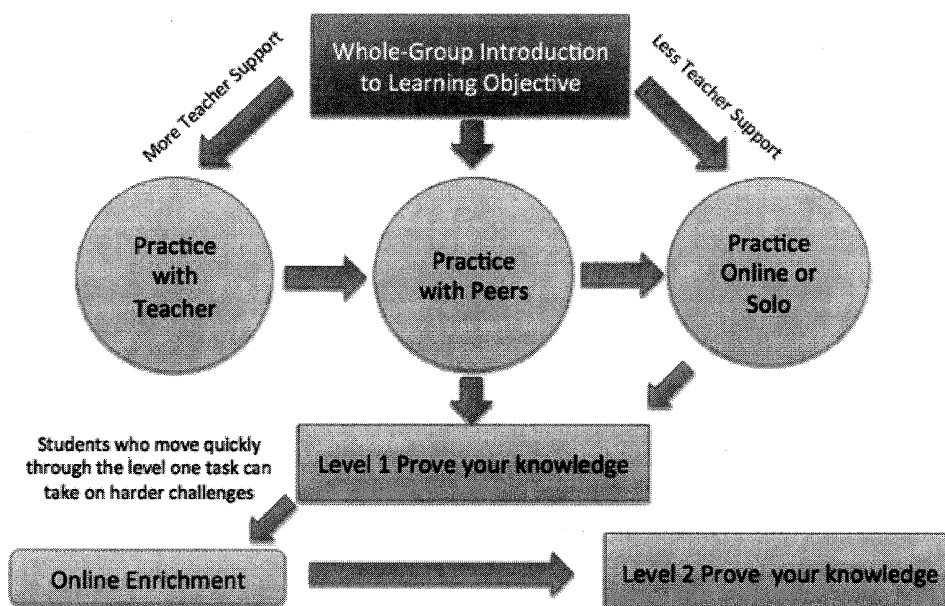 Whole-Group Introduction
to Learning Objective
More Teacher Support
Less Teacher Support
Practice
with
Teacher
Practice
with Peers
Practice
Online or
Solo
Students who move quickly
through the level one task can
take on harder challenges
Level 1 Prove your knowledge
Online Enrichment
Level 2 Prove your knowledge